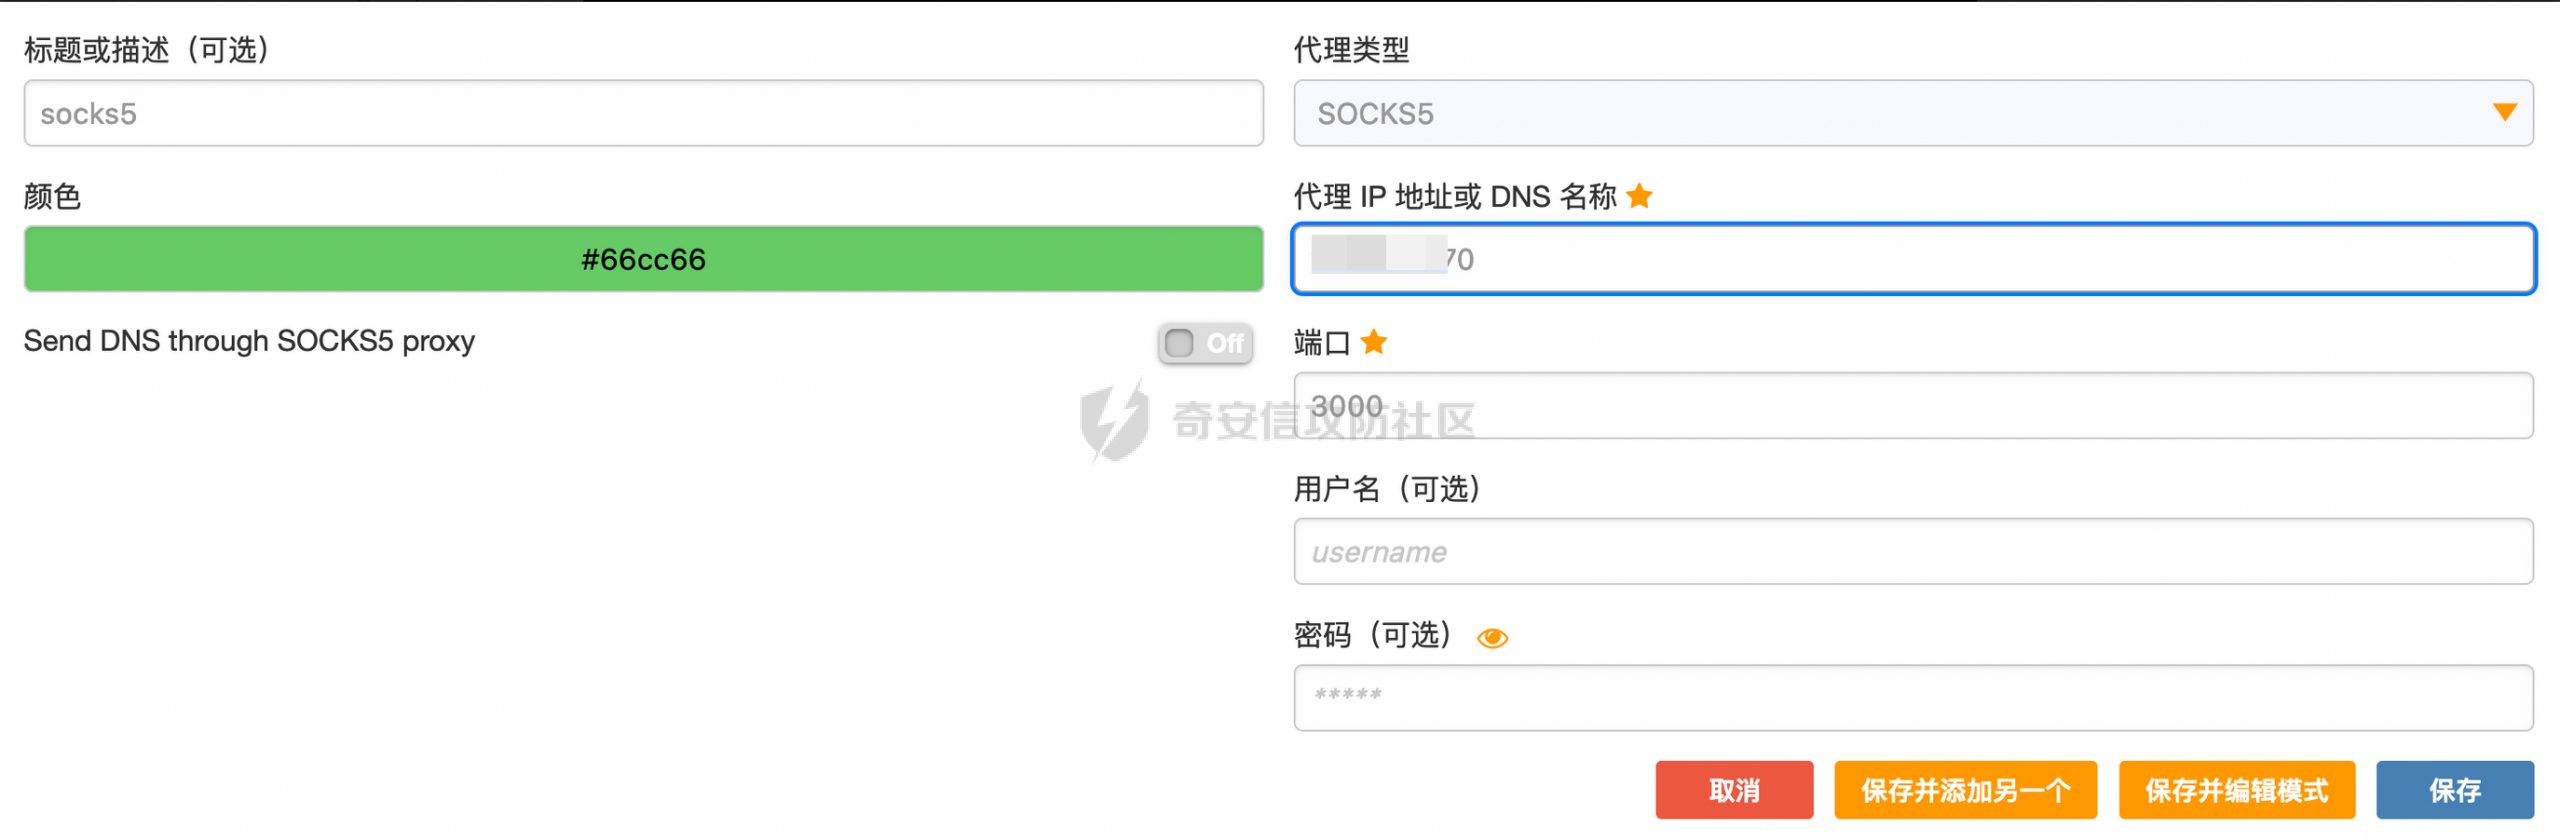 标题或描述（可选）
socks5
颜色
#66cc66
Send DNS through SOCKS5 proxy
Off
代理类型
SOCKS5
代理 IP 地址或 DNS 名称
70
端口
3000
用户名（可选）
username
密码（可选）
*****
取消
保存并添加另一个
保存并编辑模式
保存
奇安信攻防社区